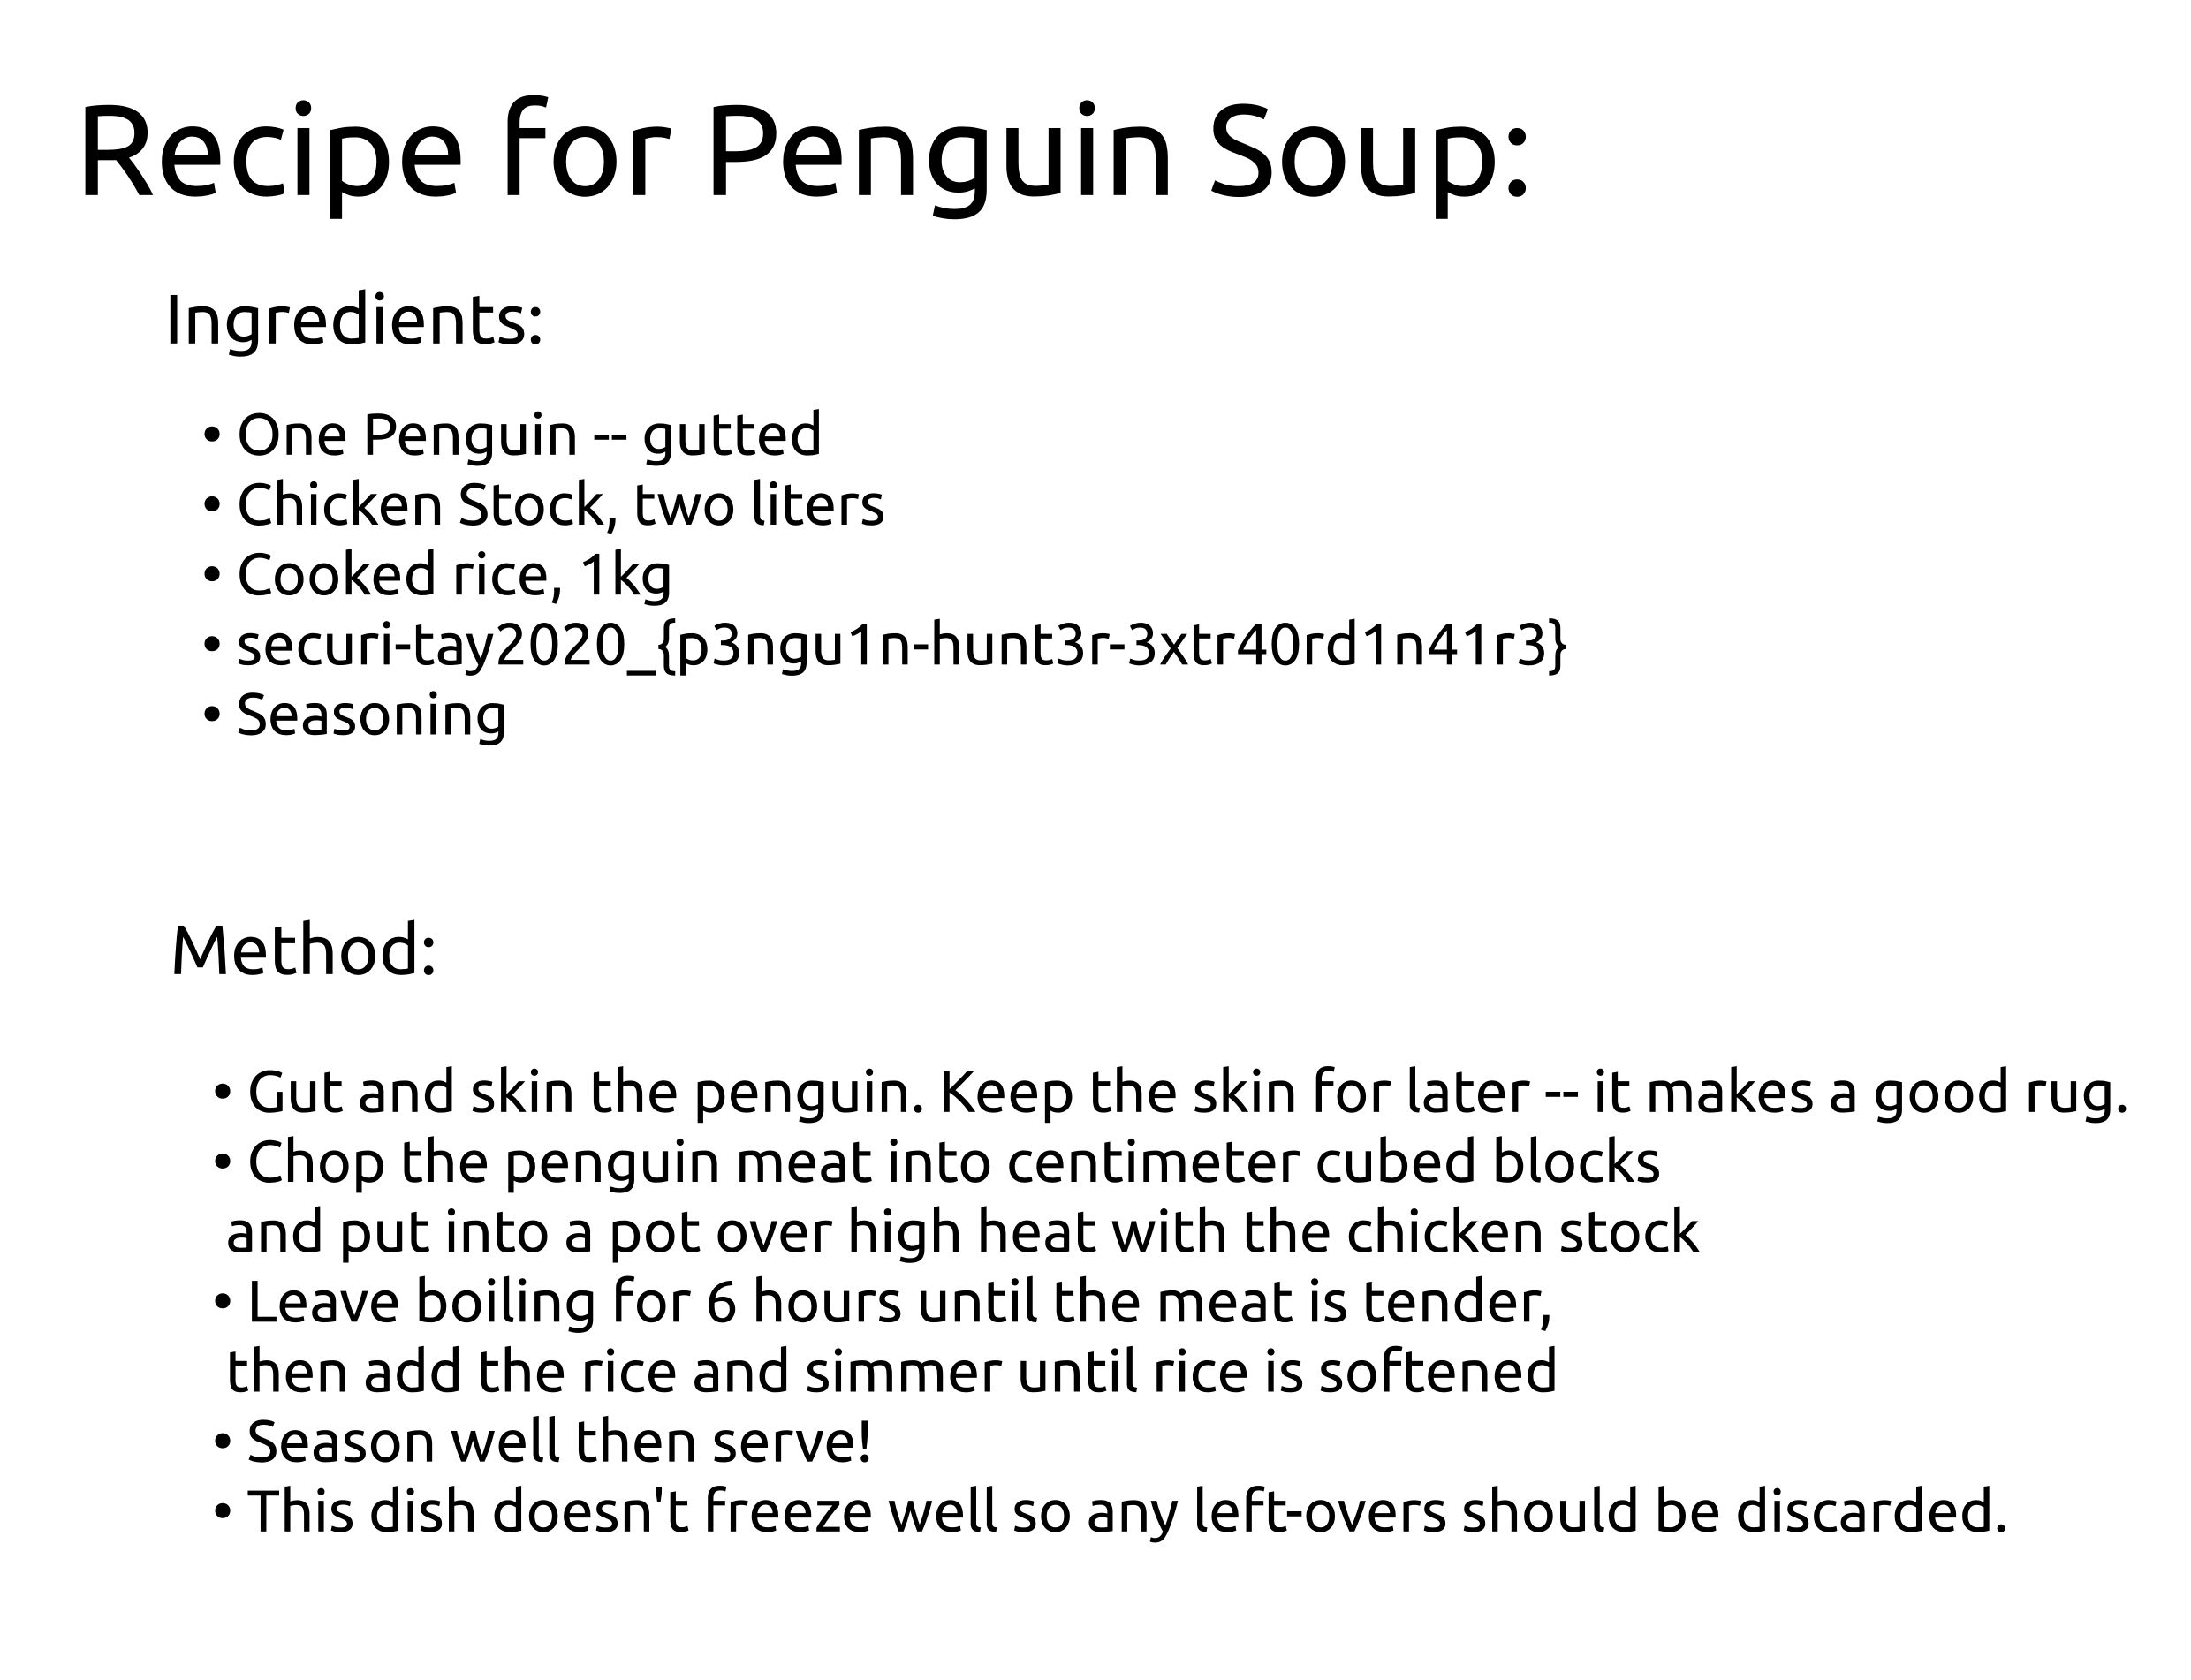 Recipe for Penguin Soup:
Ingredients:
• One Penguin -- gutted
• Chicken Stock, two liters
• Cooked rice, 1kg
• securi-tay2020_{p3ngu1n-hunt3r-3xtr40rd1n41r3}
• Seasoning
Method:
• Gut and skin the penguin. Keep the skin for later -- it makes a good rug.
• Chop the penguin meat into centimeter cubed blocks
and put into a pot over high heat with the chicken stock
• Leave boiling for 6 hours until the meat is tender,
then add the rice and simmer until rice is softened
• Season well then serve!
• This dish doesn't freeze well so any left-overs should be discarded.